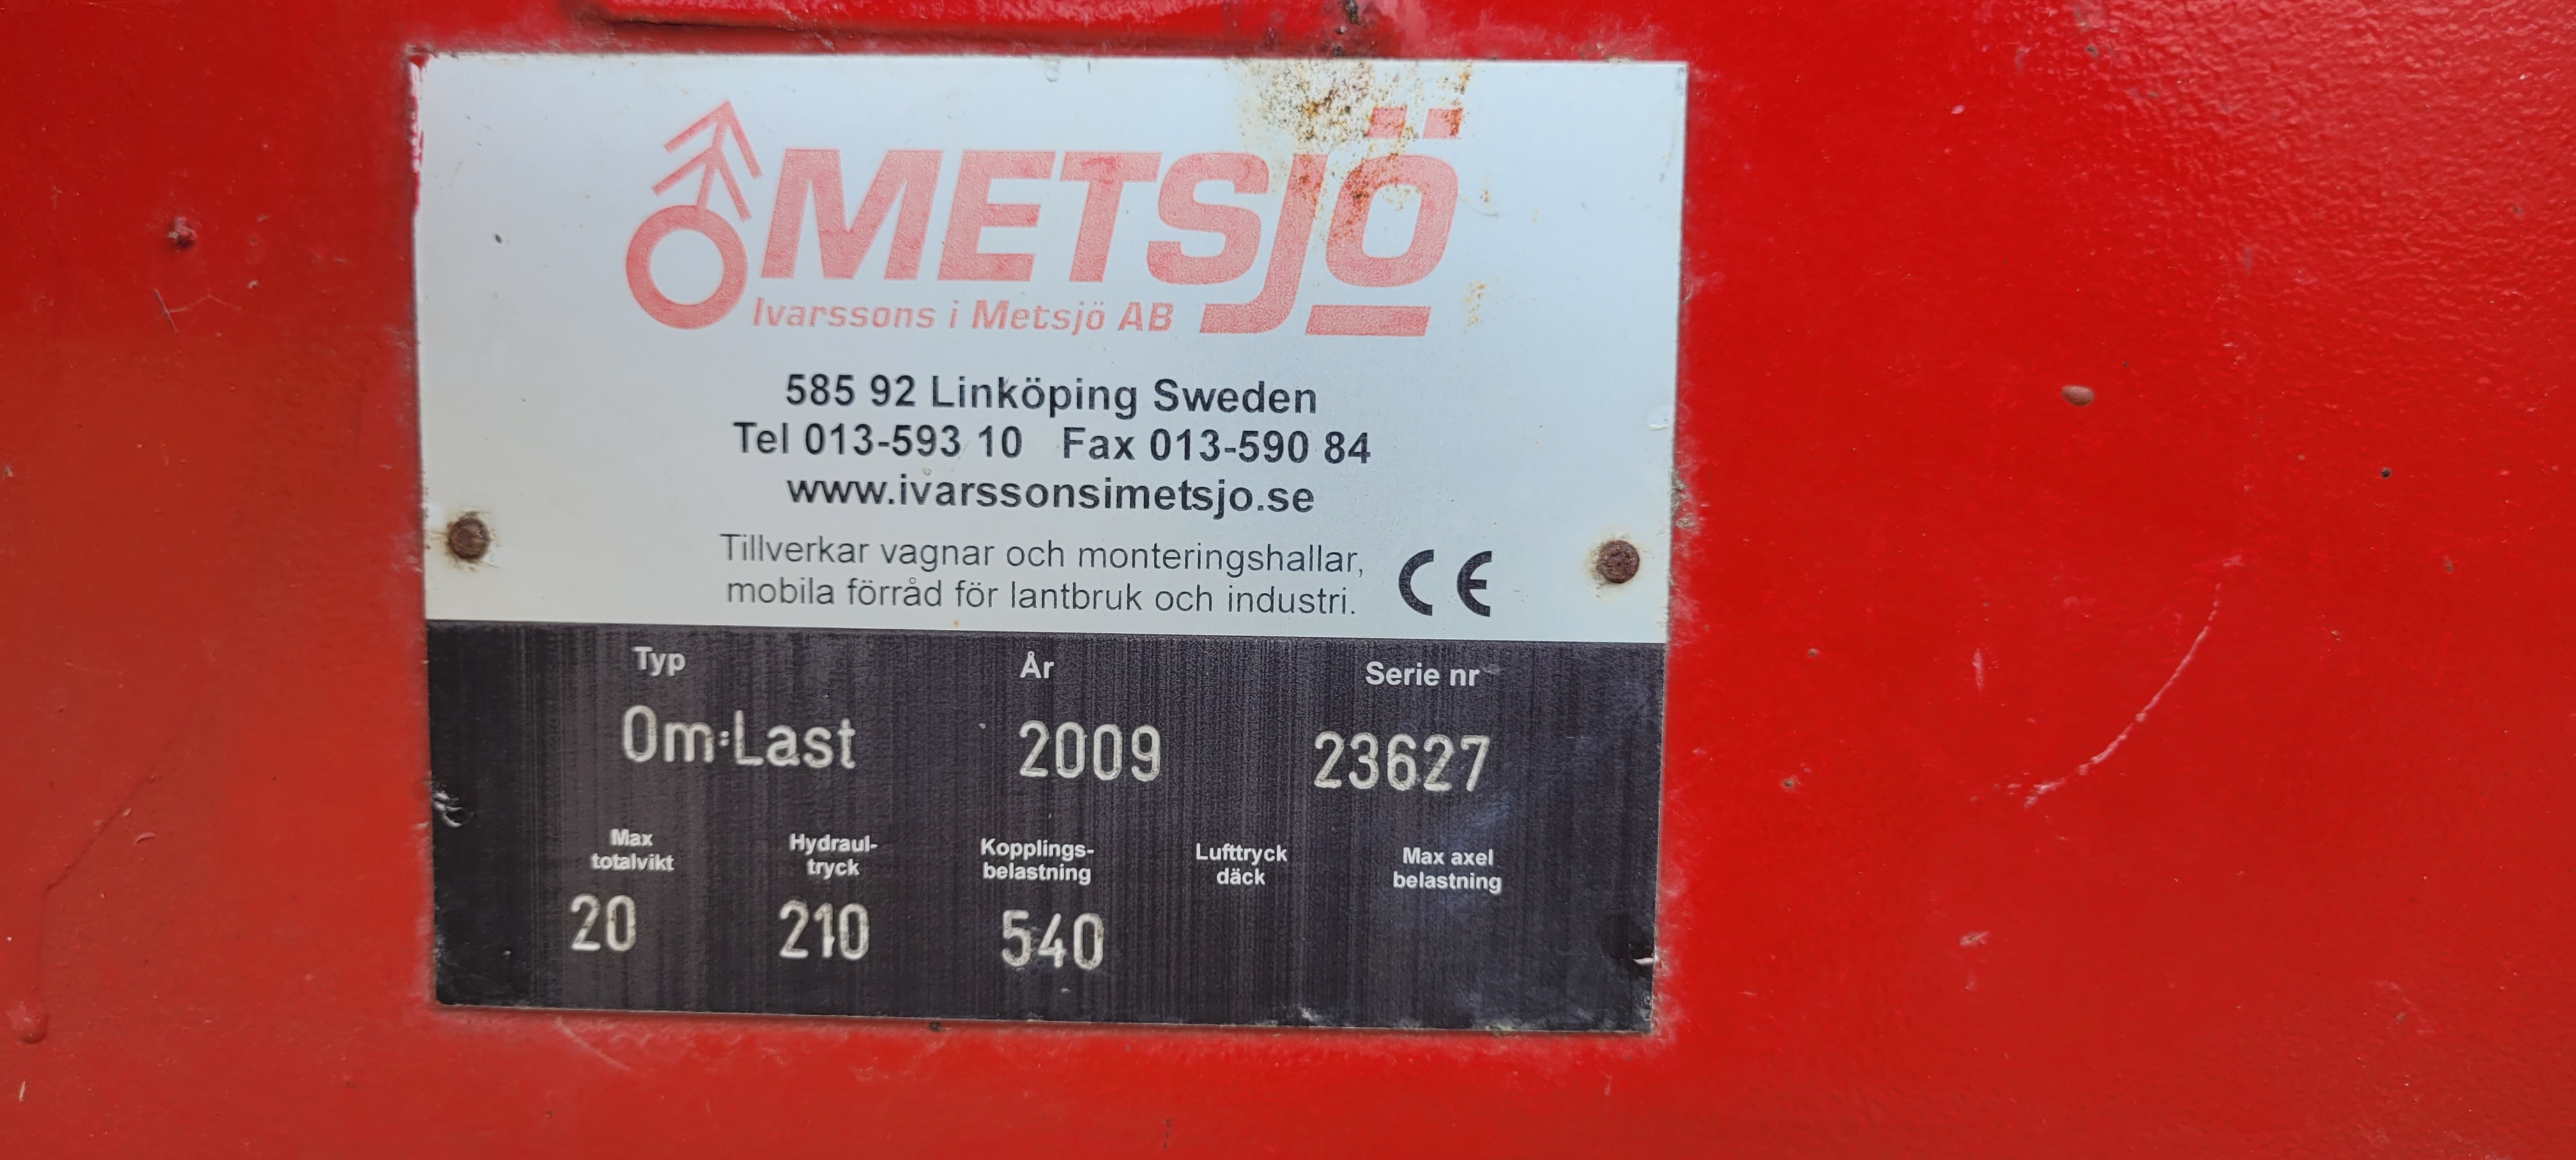 METSJÖ
Ivarssons i Metsjö AB
585 92 Linköping Sweden
Tel 013-593 10 Fax 013-590 84
www.ivarssonsimetsjo.se
Tillverkar vagnar och monteringshallar,
mobila förråd för lantbruk och industri. CE
Typ År Serie nr
Om:Last 2009 23627
Max totalvikt Hydraul-tryck Kopplings-belastning Lufttryck däck Max axel belastning
20 210 540